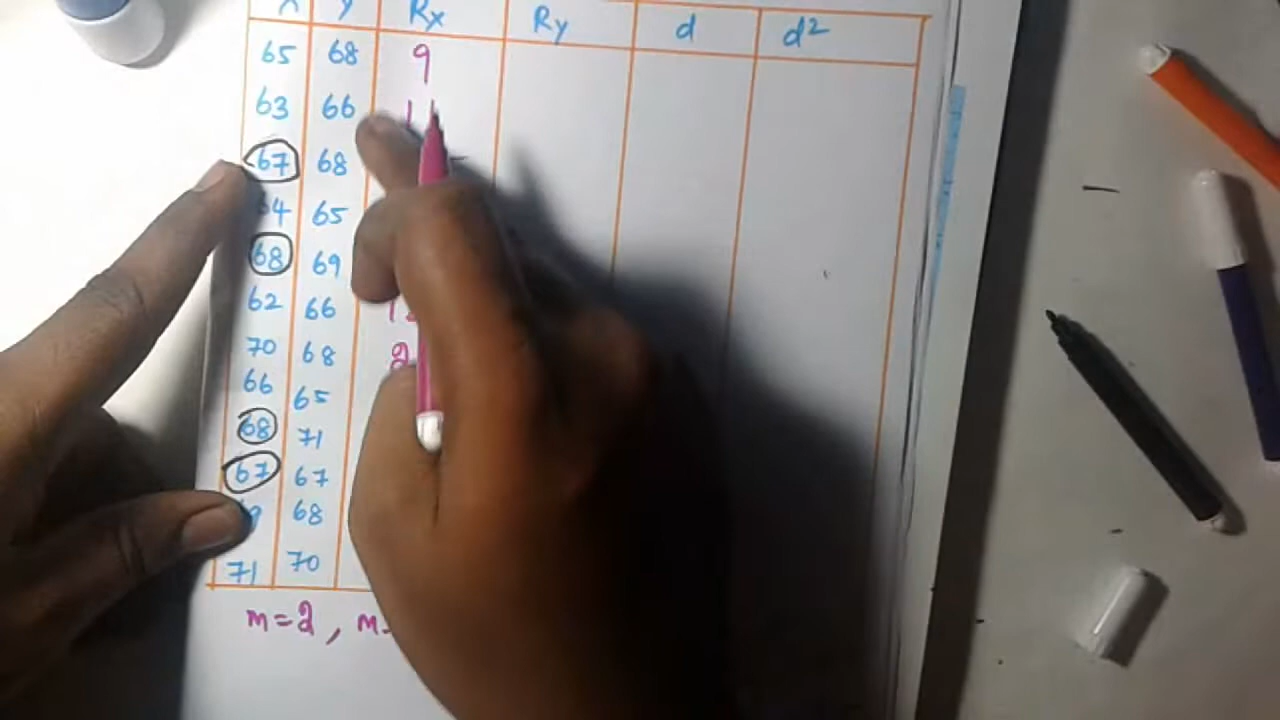 x y Rx Ry d d²
65 68 9
63 66
67 68
65
68 69
62 66
70 68 2
66 65
68 71
67 67
68
71 70
m=2, m=